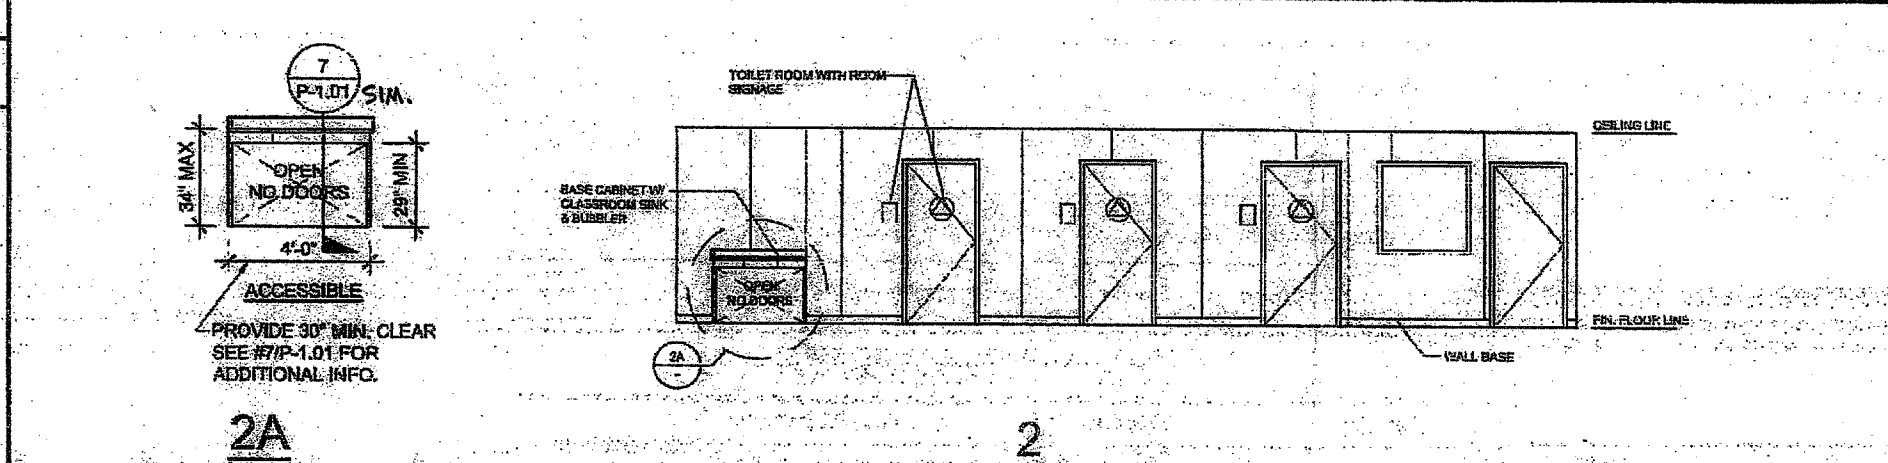 7
P-1.01 SIM.
34" MAX
OPEN
NO DOORS
29" MIN
4'-0"
ACCESSIBLE
PROVIDE 30" MIN. CLEAR
SEE #7/P-1.01 FOR
ADDITIONAL INFO.
2A
TOILET ROOM WITH ROOM
SIGNAGE
BASE CABINET W/
CLASSROOM SINK
& BUBBLER
OPEN
NO DOORS
2A
-
CEILING LINE
FIN. FLOUR LINE
WALL BASE
2